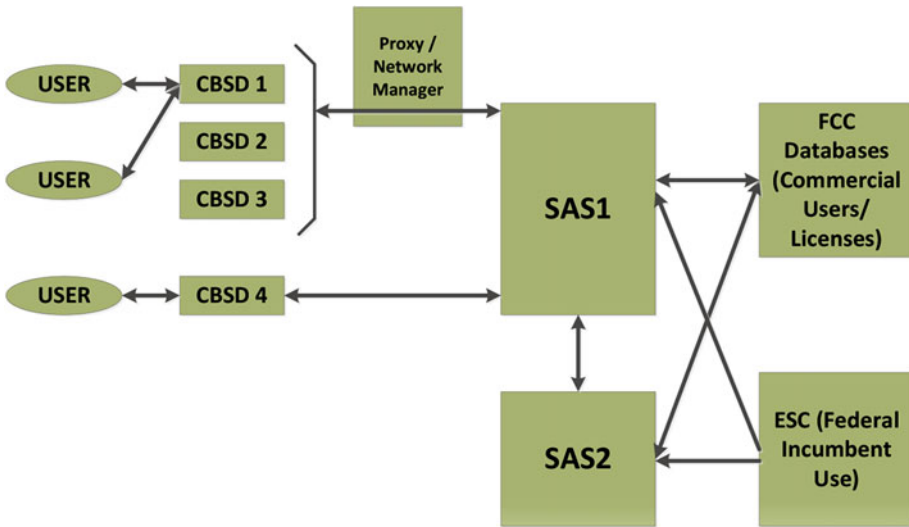 USER
USER
USER
CBSD 1
CBSD 2
CBSD 3
CBSD 4
Proxy /
Network
Manager
SAS1
SAS2
FCC
Databases
(Commercial
Users/
Licenses)
ESC (Federal
Incumbent
Use)